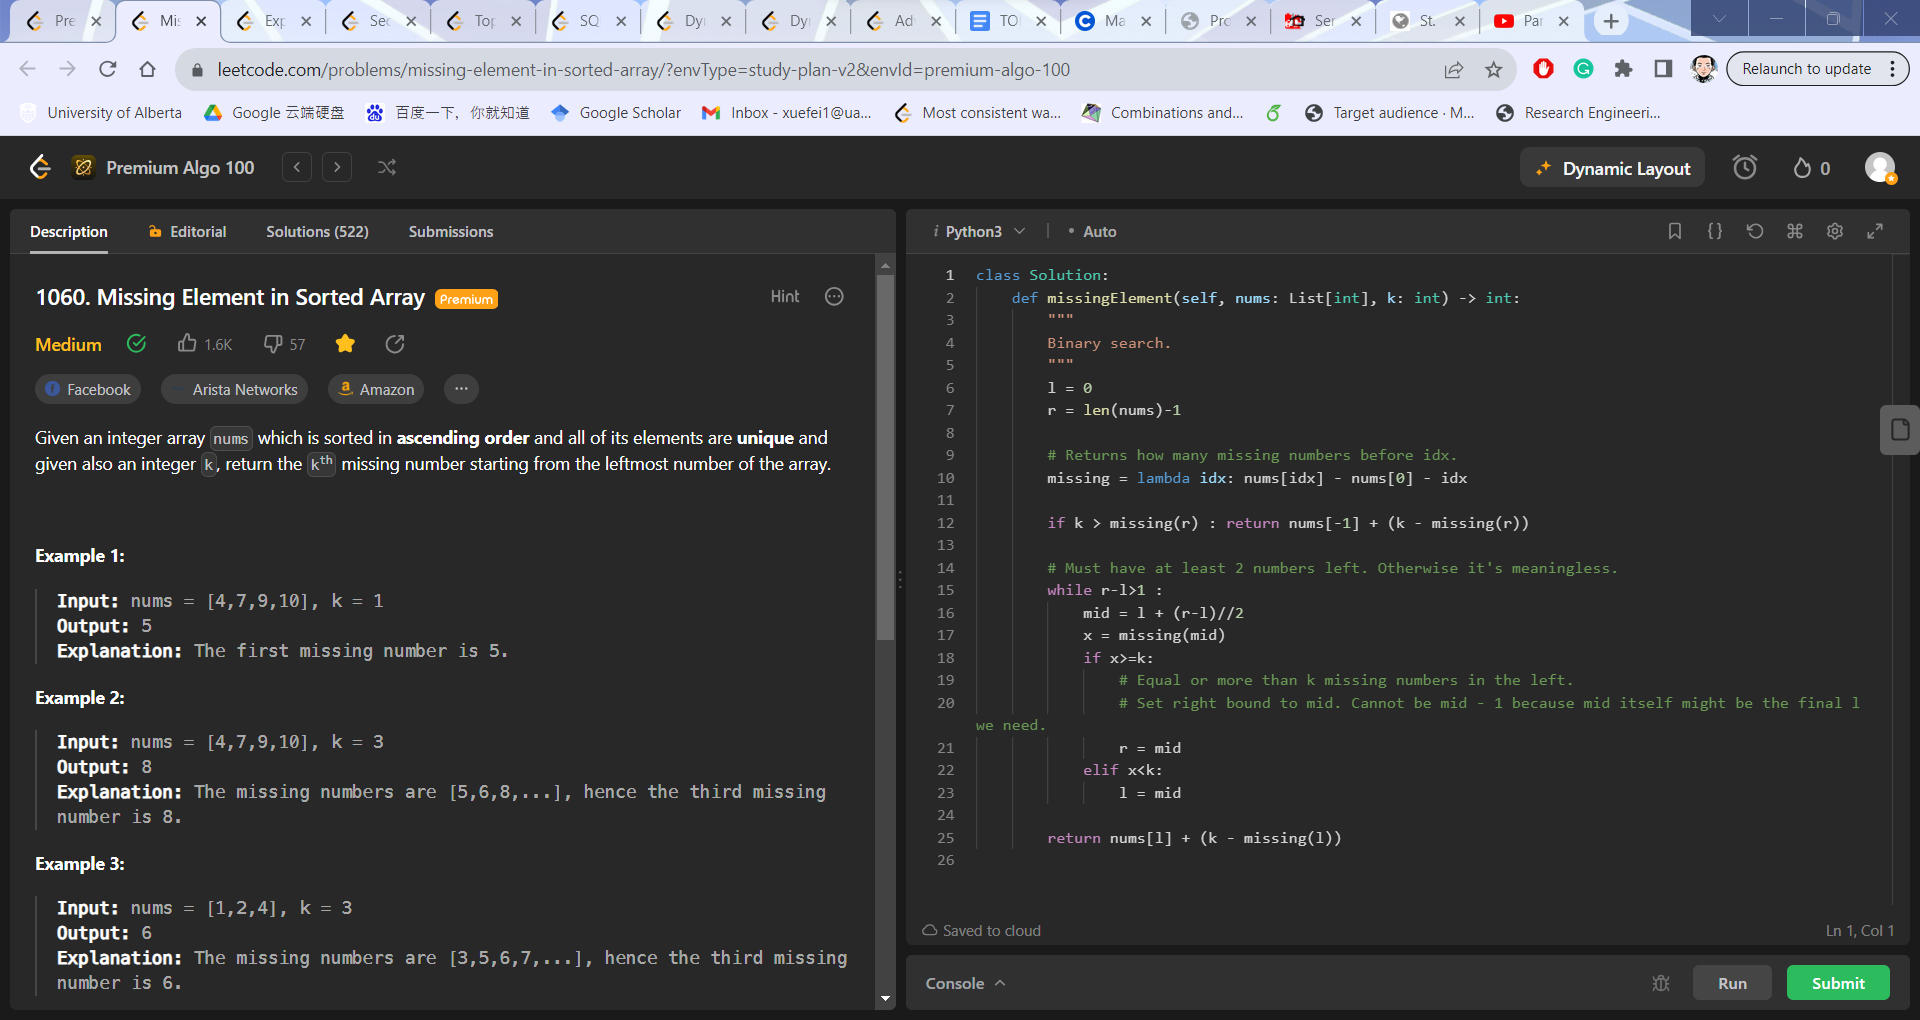 Pre
Mis
Exp
Sec
Top
SQ
Dy
Dy
Ad
TO
Ma
Pro
Ser
St.
Par
leetcode.com/problems/missing-element-in-sorted-array/?envType=study-plan-v2&envId=premium-algo-100
Relaunch to update
University of Alberta
Google 云端硬盘
百度一下，你就知道
Google Scholar
Inbox - xuefei1@ua...
Most consistent wa...
Combinations and...
Target audience · M...
Research Engineeri...
Premium Algo 100
Dynamic Layout
0
Description
Editorial
Solutions (522)
Submissions
1060. Missing Element in Sorted Array Premium
Hint
Medium
1.6K
57
Facebook
Arista Networks
Amazon
...
Given an integer array nums which is sorted in ascending order and all of its elements are unique and
given also an integer k, return the kth missing number starting from the leftmost number of the array.
Example 1:
Input: nums = [4,7,9,10], k = 1
Output: 5
Explanation: The first missing number is 5.
Example 2:
Input: nums = [4,7,9,10], k = 3
Output: 8
Explanation: The missing numbers are [5,6,8,...], hence the third missing
number is 8.
Example 3:
Input: nums = [1,2,4], k = 3
Output: 6
Explanation: The missing numbers are [3,5,6,7,...], hence the third missing
number is 6.
i Python3
• Auto
1 class Solution:
2 def missingElement(self, nums: List[int], k: int) -> int:
3 """
4 Binary search.
5 """
6 l = 0
7 r = len(nums)-1
8
9 # Returns how many missing numbers before idx.
10 missing = lambda idx: nums[idx] - nums[0] - idx
11
12 if k > missing(r) : return nums[-1] + (k - missing(r))
13
14 # Must have at least 2 numbers left. Otherwise it's meaningless.
15 while r-l>1 :
16 mid = l + (r-l)//2
17 x = missing(mid)
18 if x>=k:
19 # Equal or more than k missing numbers in the left.
20 # Set right bound to mid. Cannot be mid - 1 because mid itself might be the final l
we need.
21 r = mid
22 elif x<k:
23 l = mid
24
25 return nums[l] + (k - missing(l))
26
Saved to cloud
Ln 1, Col 1
Console
Run
Submit